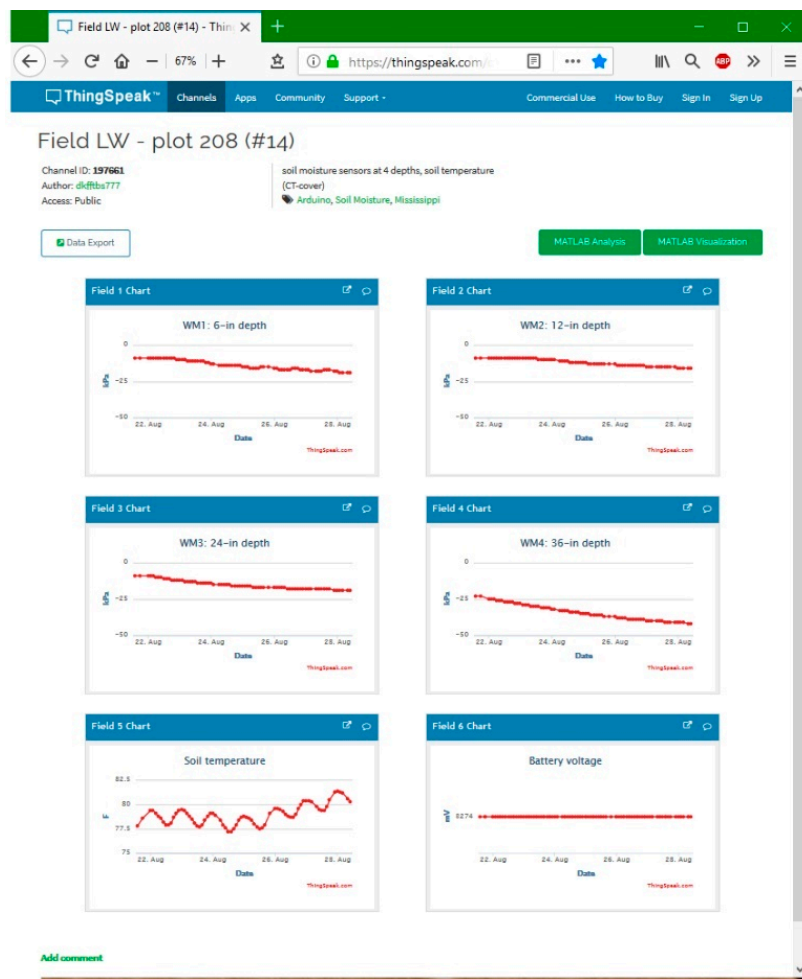 Field LW - plot 208 (#14) - Thin
67%
https://thingspeak.com/c
ABP
ThingSpeak™ Channels Apps Community Support Commercial Use How to Buy Sign In Sign Up
Field LW - plot 208 (#14)
Channel ID: 197661
Author: dkfftbs777
Access: Public
soil moisture sensors at 4 depths, soil temperature
(CT-cover)
Arduino, Soil Moisture, Mississippi
Data Export
MATLAB Analysis
MATLAB Visualization
Field 1 Chart
WM1: 6-in depth
0
-25
-50
kPa
22. Aug 24. Aug 26. Aug 28. Aug
Date
ThingSpeak.com
Field 2 Chart
WM2: 12-in depth
0
-25
-50
kPa
22. Aug 24. Aug 26. Aug 28. Aug
Date
ThingSpeak.com
Field 3 Chart
WM3: 24-in depth
0
-25
-50
kPa
22. Aug 24. Aug 26. Aug 28. Aug
Date
ThingSpeak.com
Field 4 Chart
WM4: 36-in depth
0
-25
-50
kPa
22. Aug 24. Aug 26. Aug 28. Aug
Date
ThingSpeak.com
Field 5 Chart
Soil temperature
82.5
80
77.5
75
F
22. Aug 24. Aug 26. Aug 28. Aug
Date
ThingSpeak.com
Field 6 Chart
Battery voltage
8274
mV
22. Aug 24. Aug 26. Aug 28. Aug
Date
ThingSpeak.com
Add comment